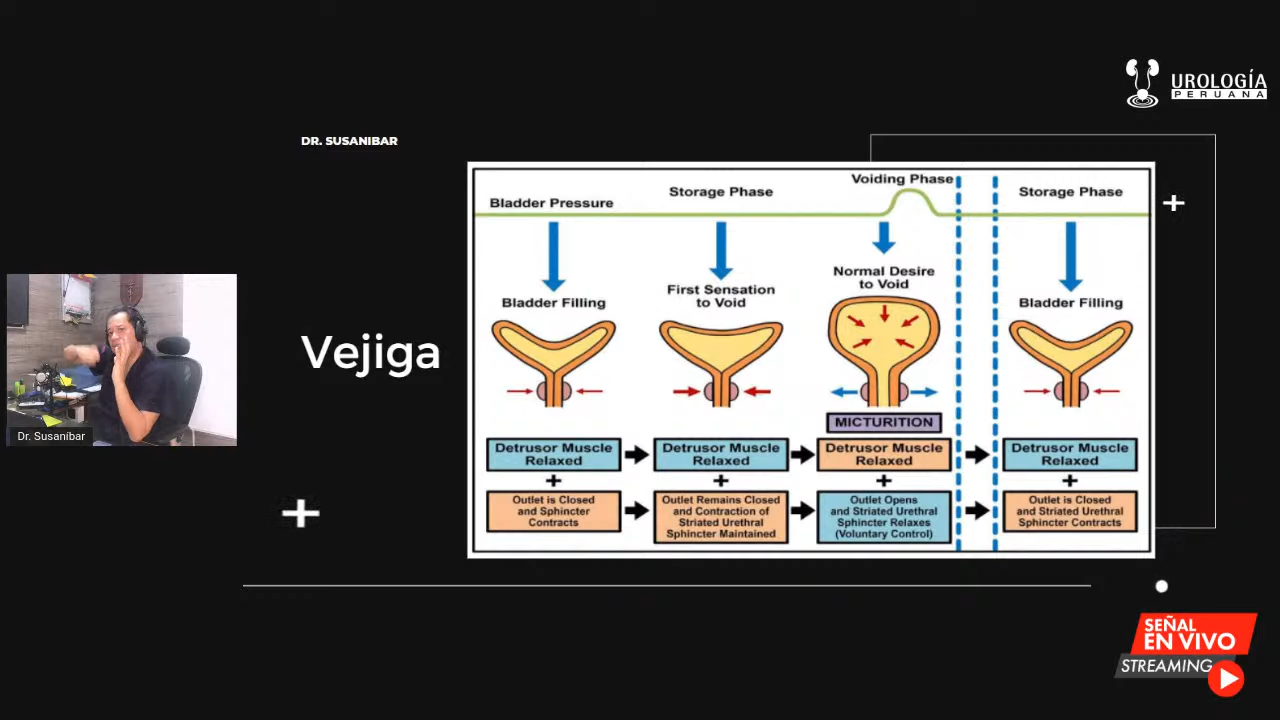 UROLOGÍA
PERUANA
DR. SUSANIBAR
Voiding Phase
Storage Phase
Storage Phase
Bladder Pressure
Normal Desire
to Void
First Sensation
to Void
Bladder Filling
Bladder Filling
Vejiga
MICTURITION
Dr. Susanibar
Detrusor Muscle
Relaxed
Detrusor Muscle
Relaxed
Detrusor Muscle
Relaxed
Detrusor Muscle
Relaxed
+
+
+
+
Outlet is Closed
and Sphincter
Contracts
Outlet Remains Closed
and Contraction of
Striated Urethral
Sphincter Maintained
Outlet Opens
and Striated Urethral
Sphincter Relaxes
(Voluntary Control)
Outlet is Closed
and Striated Urethral
Sphincter Contracts
SEÑAL
EN VIVO
STREAMING